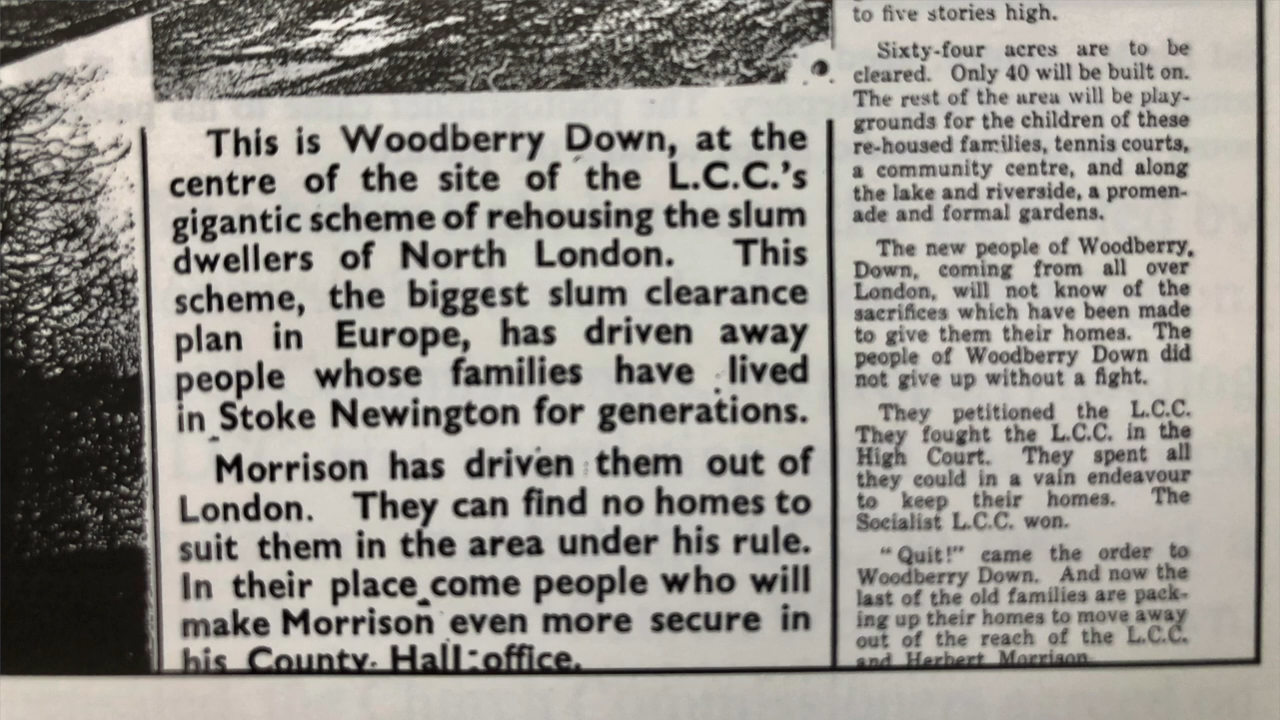 This is Woodberry Down, at the
centre of the site of the L.C.C.'s
gigantic scheme of rehousing the slum
dwellers of North London. This
scheme, the biggest slum clearance
plan in Europe, has driven away
people whose families have lived
in Stoke Newington for generations.
Morrison has driven them out of
London. They can find no homes to
suit them in the area under his rule.
In their place come people who will
make Morrison even more secure in
his County Hall office.
to five stories high.
Sixty-four acres are to be
cleared. Only 40 will be built on.
The rest of the area will be play-
grounds for the children of these
re-housed families, tennis courts,
a community centre, and along
the lake and riverside, a promen-
ade and formal gardens.
The new people of Woodberry
Down, coming from all over
London, will not know of the
sacrifices which have been made
to give them their homes. The
people of Woodberry Down did
not give up without a fight.
They petitioned the L.C.C.
They fought the L.C.C. in the
High Court. They spent all
they could in a vain endeavour
to keep their homes. The
Socialist L.C.C. won.
"Quit!" came the order to
Woodberry Down. And now the
last of the old families are pack-
ing up their homes to move away
out of the reach of the L.C.C.
and Herbert Morrison